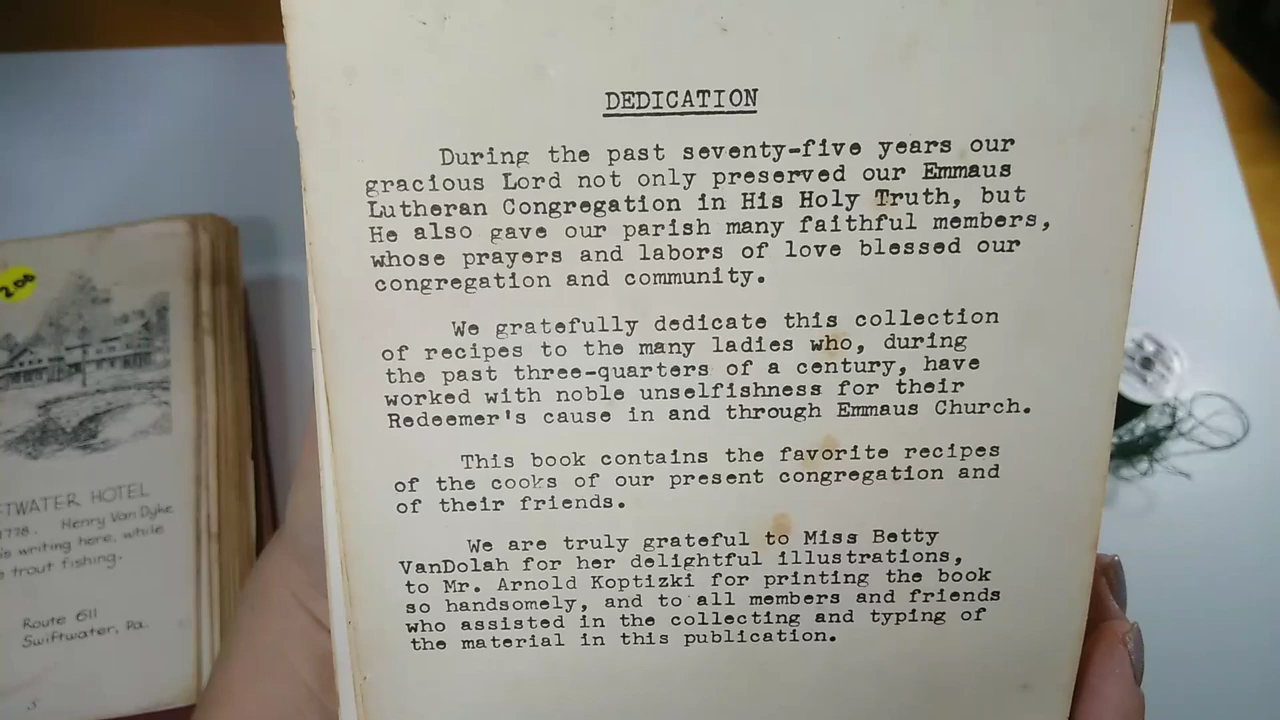 DEDICATION
During the past seventy-five years our
gracious Lord not only preserved our Emmaus
Lutheran Congregation in His Holy Truth, but
He also gave our parish many faithful members,
whose prayers and labors of love blessed our
congregation and community.
We gratefully dedicate this collection
of recipes to the many ladies who, during
the past three-quarters of a century, have
worked with noble unselfishness for their
Redeemer's cause in and through Emmaus Church.
This book contains the favorite recipes
of the cooks of our present congregation and
of their friends.
We are truly grateful to Miss Betty
VanDolah for her delightful illustrations,
to Mr. Arnold Koptizki for printing the book
so handsomely, and to all members and friends
who assisted in the collecting and typing of
the material in this publication.
2.00
TWATER HOTEL
1778. Henry Van Dyke
is writing here, while
trout fishing.
Route 611
Swiftwater, Pa.